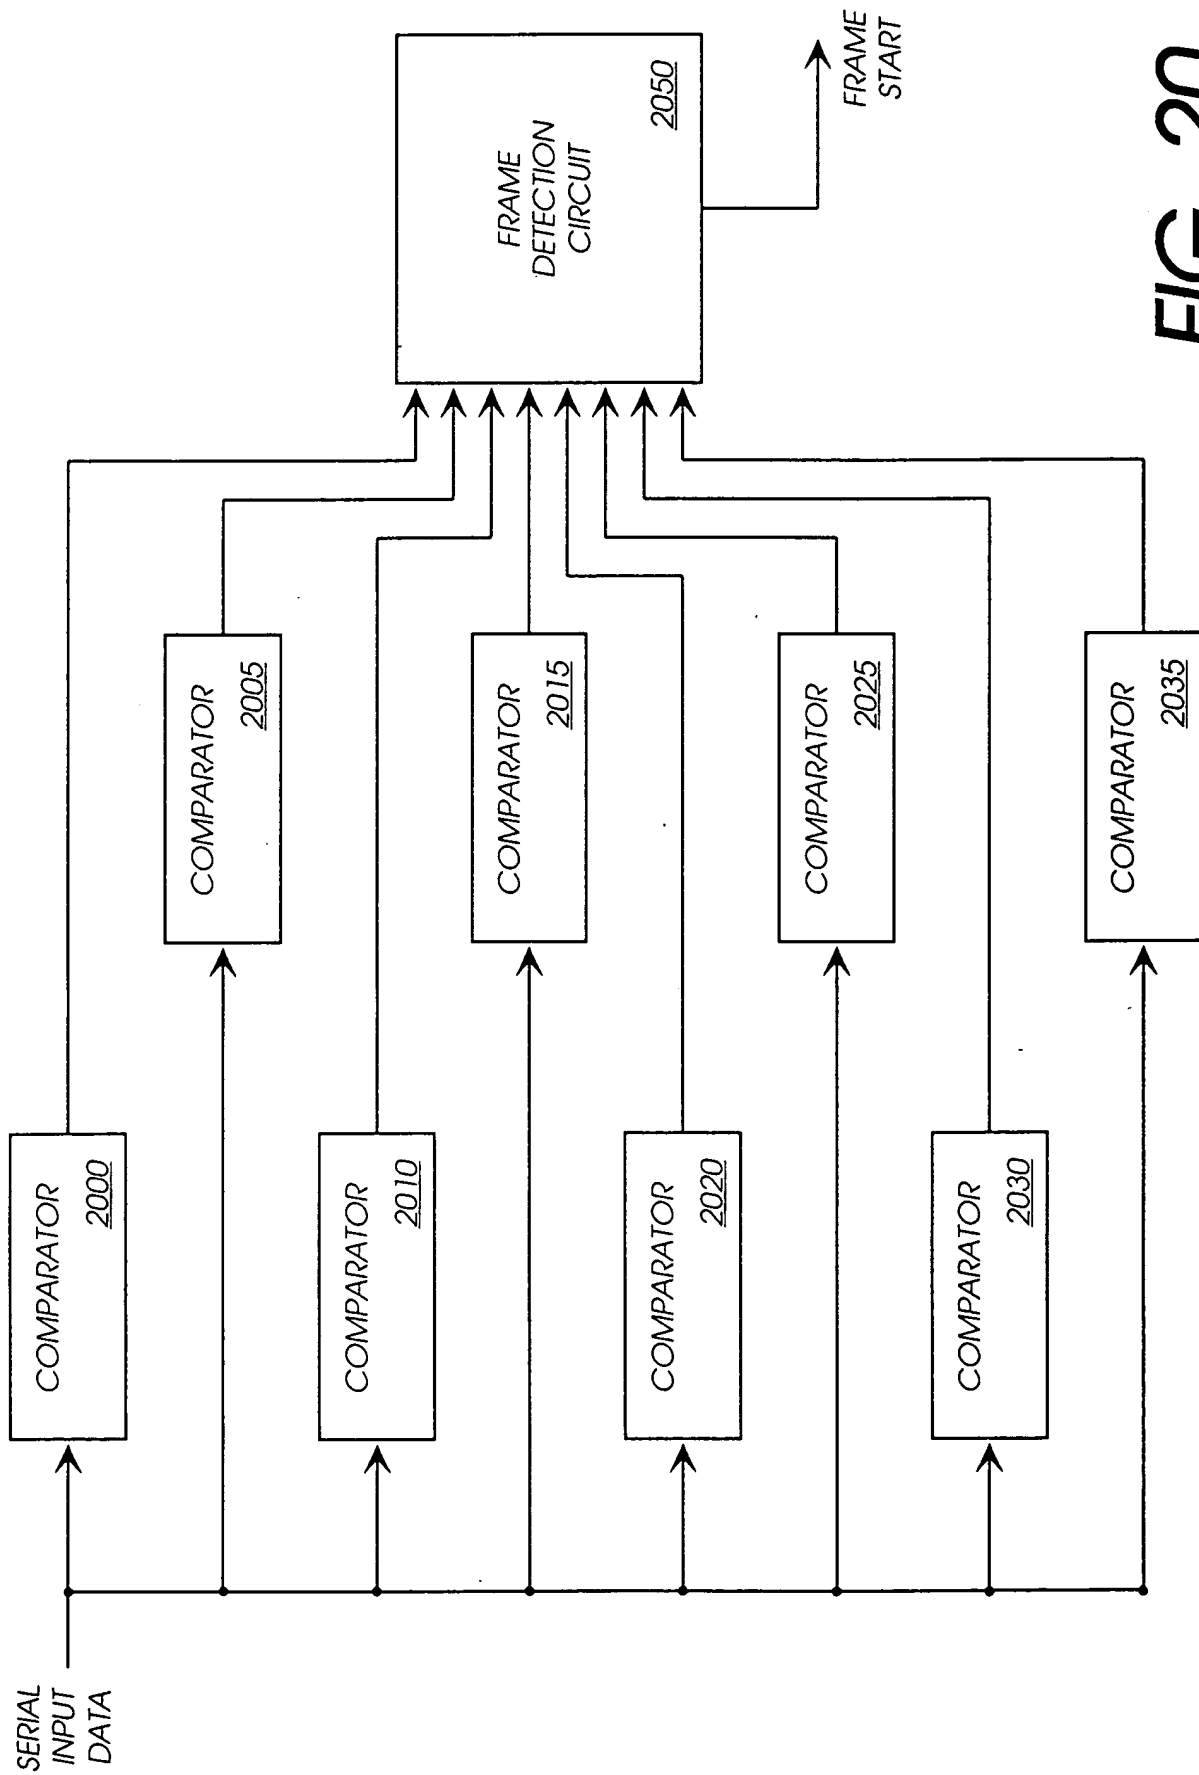 SERIAL
INPUT
DATA
COMPARATOR
2000
COMPARATOR
2005
COMPARATOR
2010
COMPARATOR
2015
COMPARATOR
2020
COMPARATOR
2025
COMPARATOR
2030
COMPARATOR
2035
FRAME
DETECTION
CIRCUIT
2050
FRAME
START
FIG_20